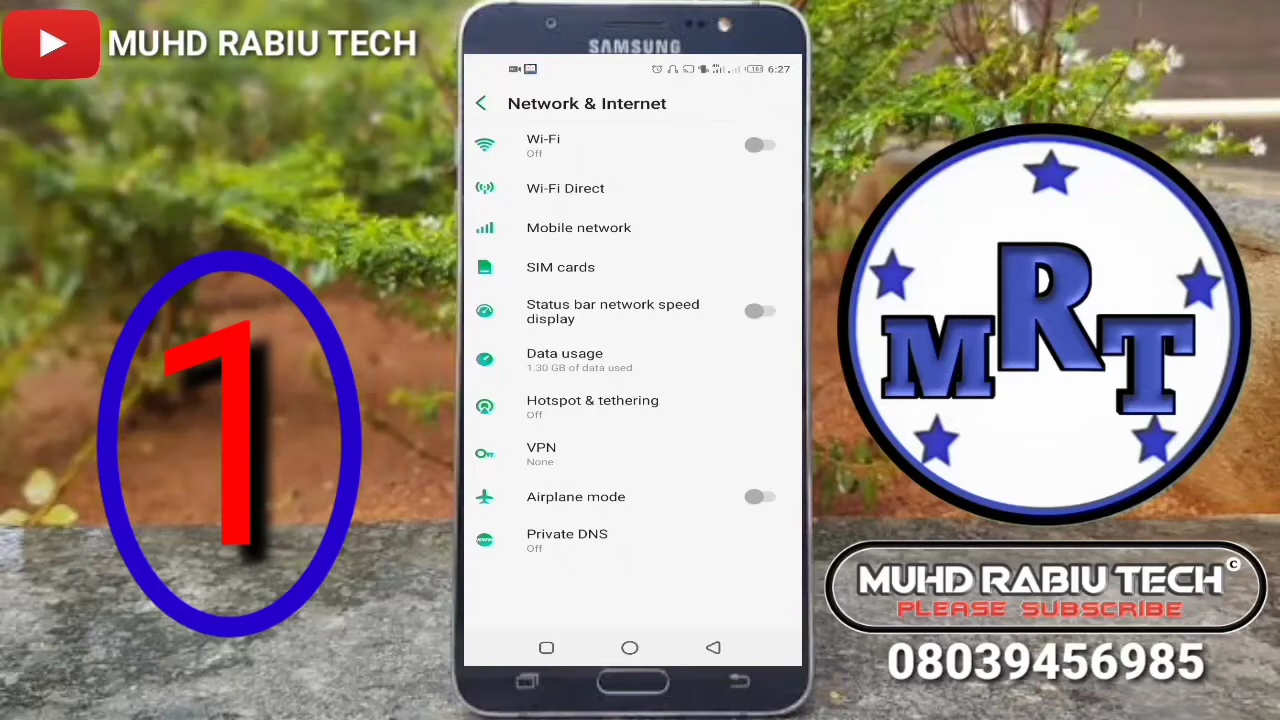 MUHD RABIU TECH
SAMSUNG
6:27
Network & Internet
Wi-Fi
Off
Wi-Fi Direct
Mobile network
SIM cards
Status bar network speed
display
Data usage
1.30 GB of data used
Hotspot & tethering
Off
VPN
None
Airplane mode
Private DNS
Off
1
MRT
MUHD RABIU TECH ©
PLEASE SUBSCRIBE
08039456985